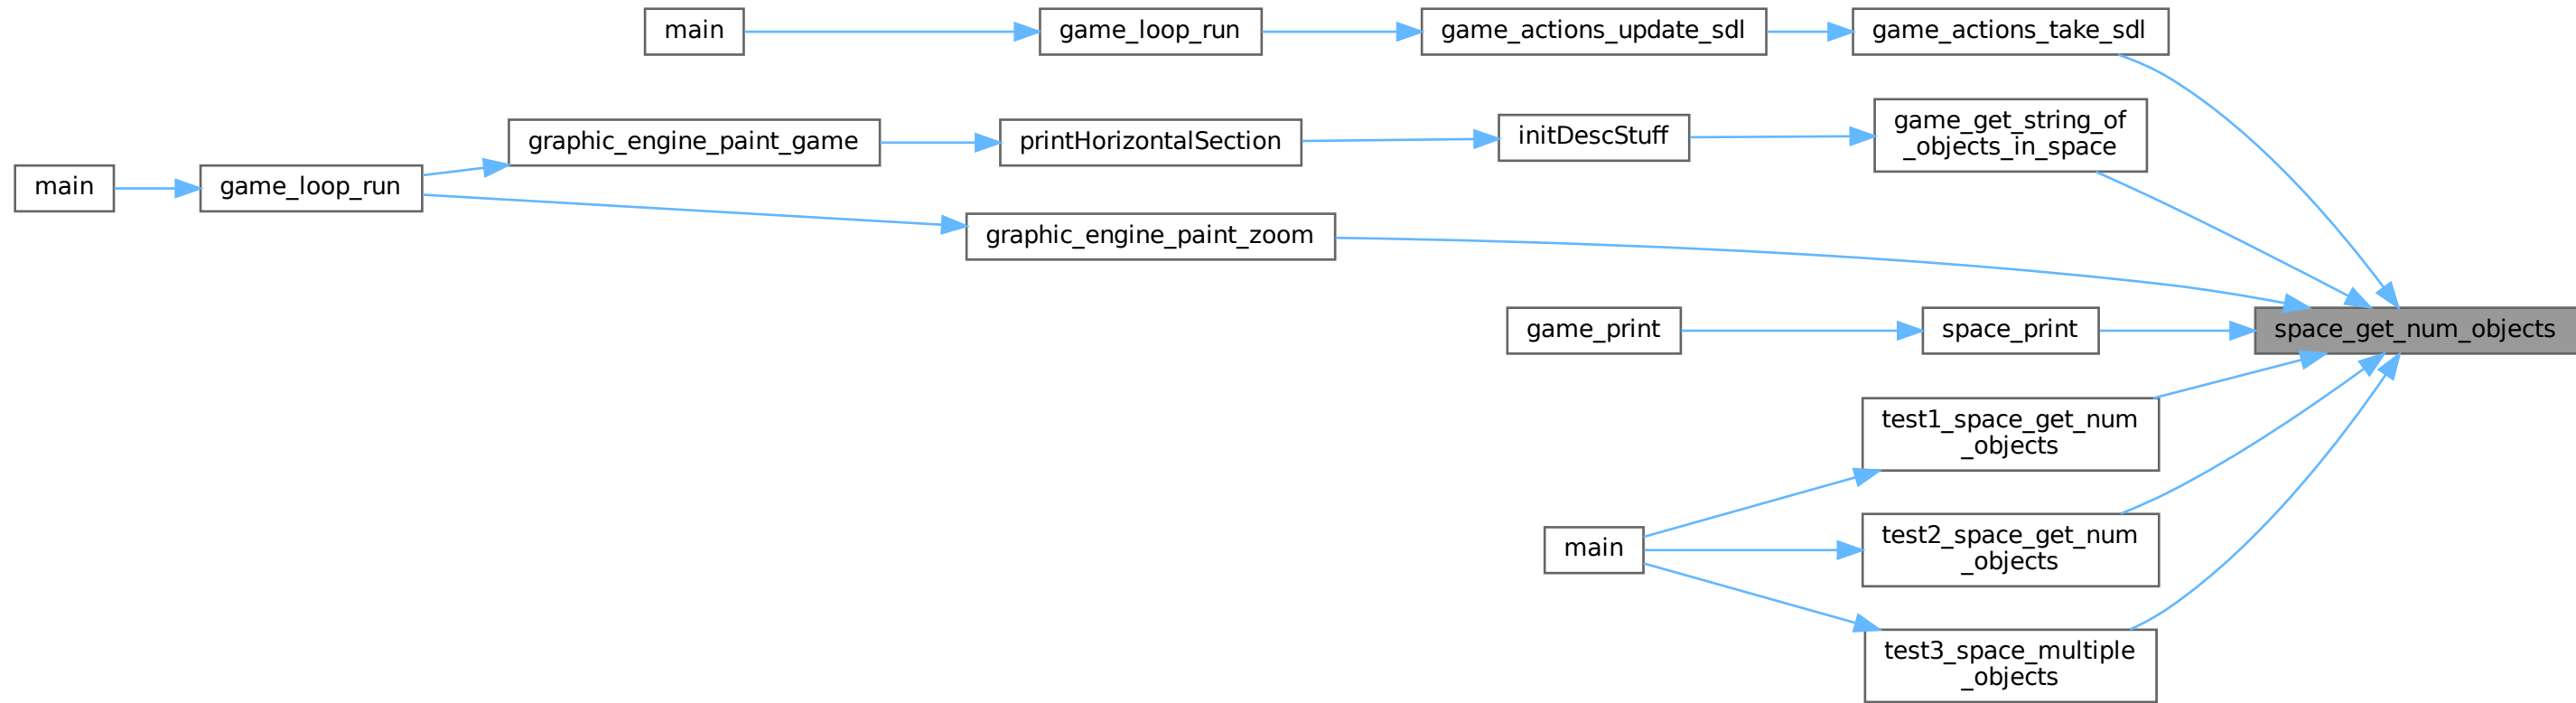 main
game_loop_run
game_actions_update_sdl
game_actions_take_sdl
main
game_loop_run
graphic_engine_paint_game
printHorizontalSection
initDescStuff
game_get_string_of
_objects_in_space
graphic_engine_paint_zoom
game_print
space_print
space_get_num_objects
test1_space_get_num
_objects
main
test2_space_get_num
_objects
test3_space_multiple
_objects